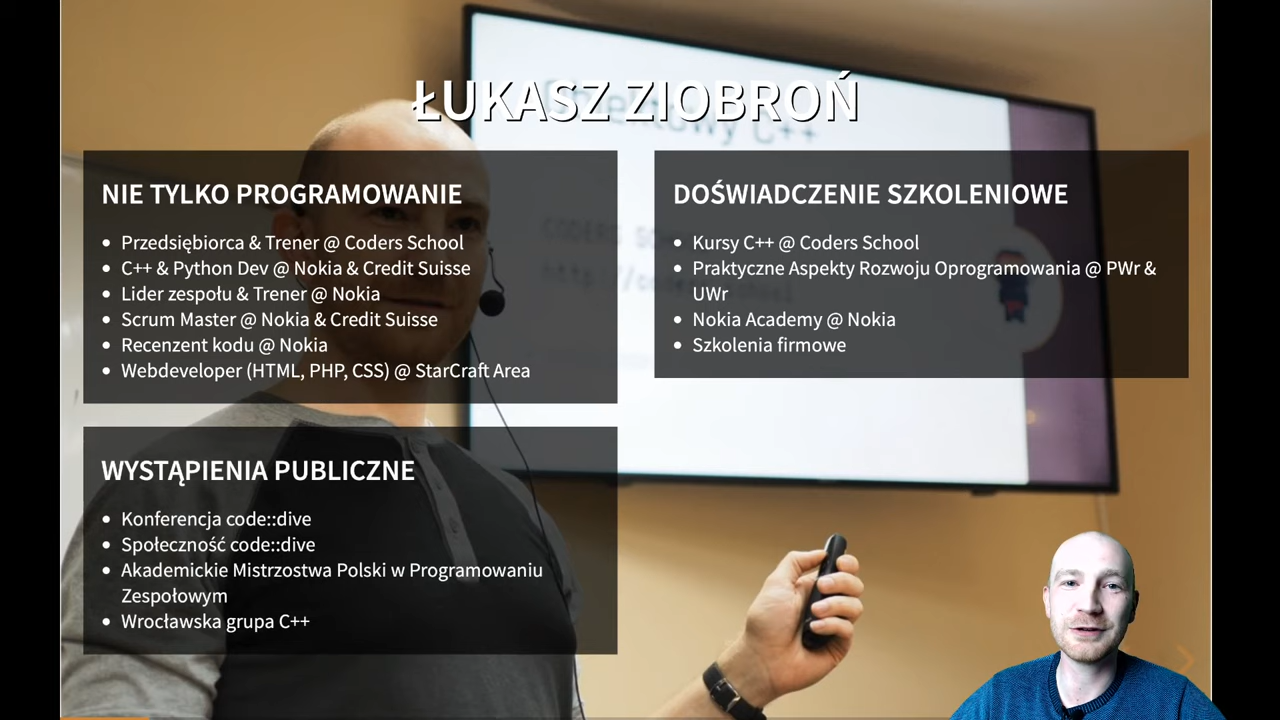 ŁUKASZ ZIOBROŃ
NIE TYLKO PROGRAMOWANIE
• Przedsiębiorca & Trener @ Coders School
• C++ & Python Dev @ Nokia & Credit Suisse
• Lider zespołu & Trener @ Nokia
• Scrum Master @ Nokia & Credit Suisse
• Recenzent kodu @ Nokia
• Webdeveloper (HTML, PHP, CSS) @ StarCraft Area
WYSTĄPIENIA PUBLICZNE
• Konferencja code::dive
• Społeczność code::dive
• Akademickie Mistrzostwa Polski w Programowaniu
Zespołowym
• Wrocławska grupa C++
DOŚWIADCZENIE SZKOLENIOWE
• Kursy C++ @ Coders School
• Praktyczne Aspekty Rozwoju Oprogramowania @ PWr &
UWr
• Nokia Academy @ Nokia
• Szkolenia firmowe